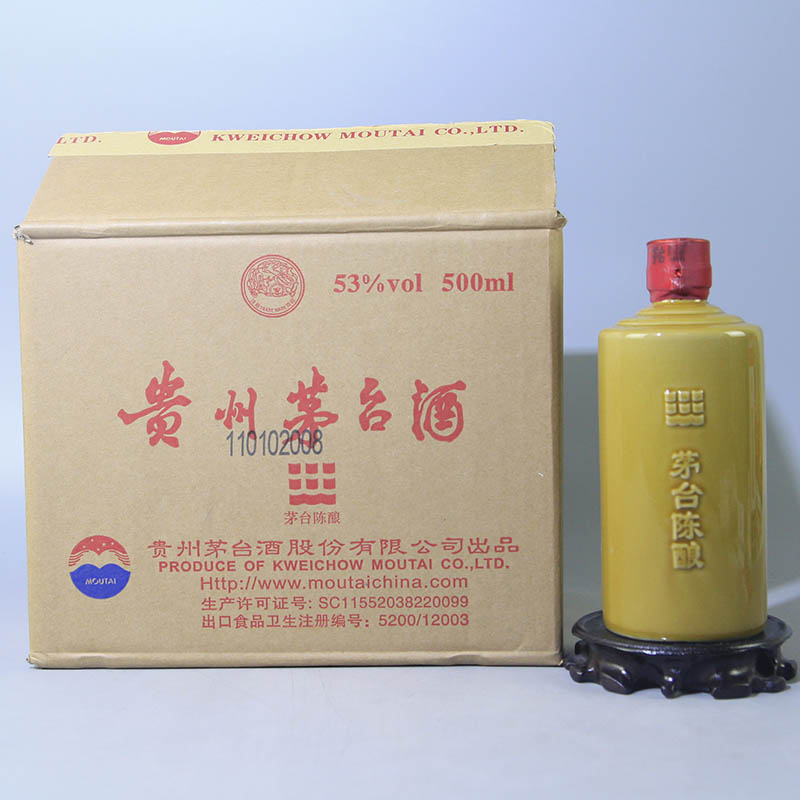 LTD.
MOUTAI
KWEICHOW MOUTAI CO.,LTD.
53%vol 500ml
贵州茅台酒
110102008
茅台陈酿
MOUTAI
贵州茅台酒股份有限公司出品
PRODUCE OF KWEICHOW MOUTAI CO.,LTD.
Http://www.moutaichina.com
生产许可证号: SC11552038220099
出口食品卫生注册编号: 5200/12003
茅台陈酿